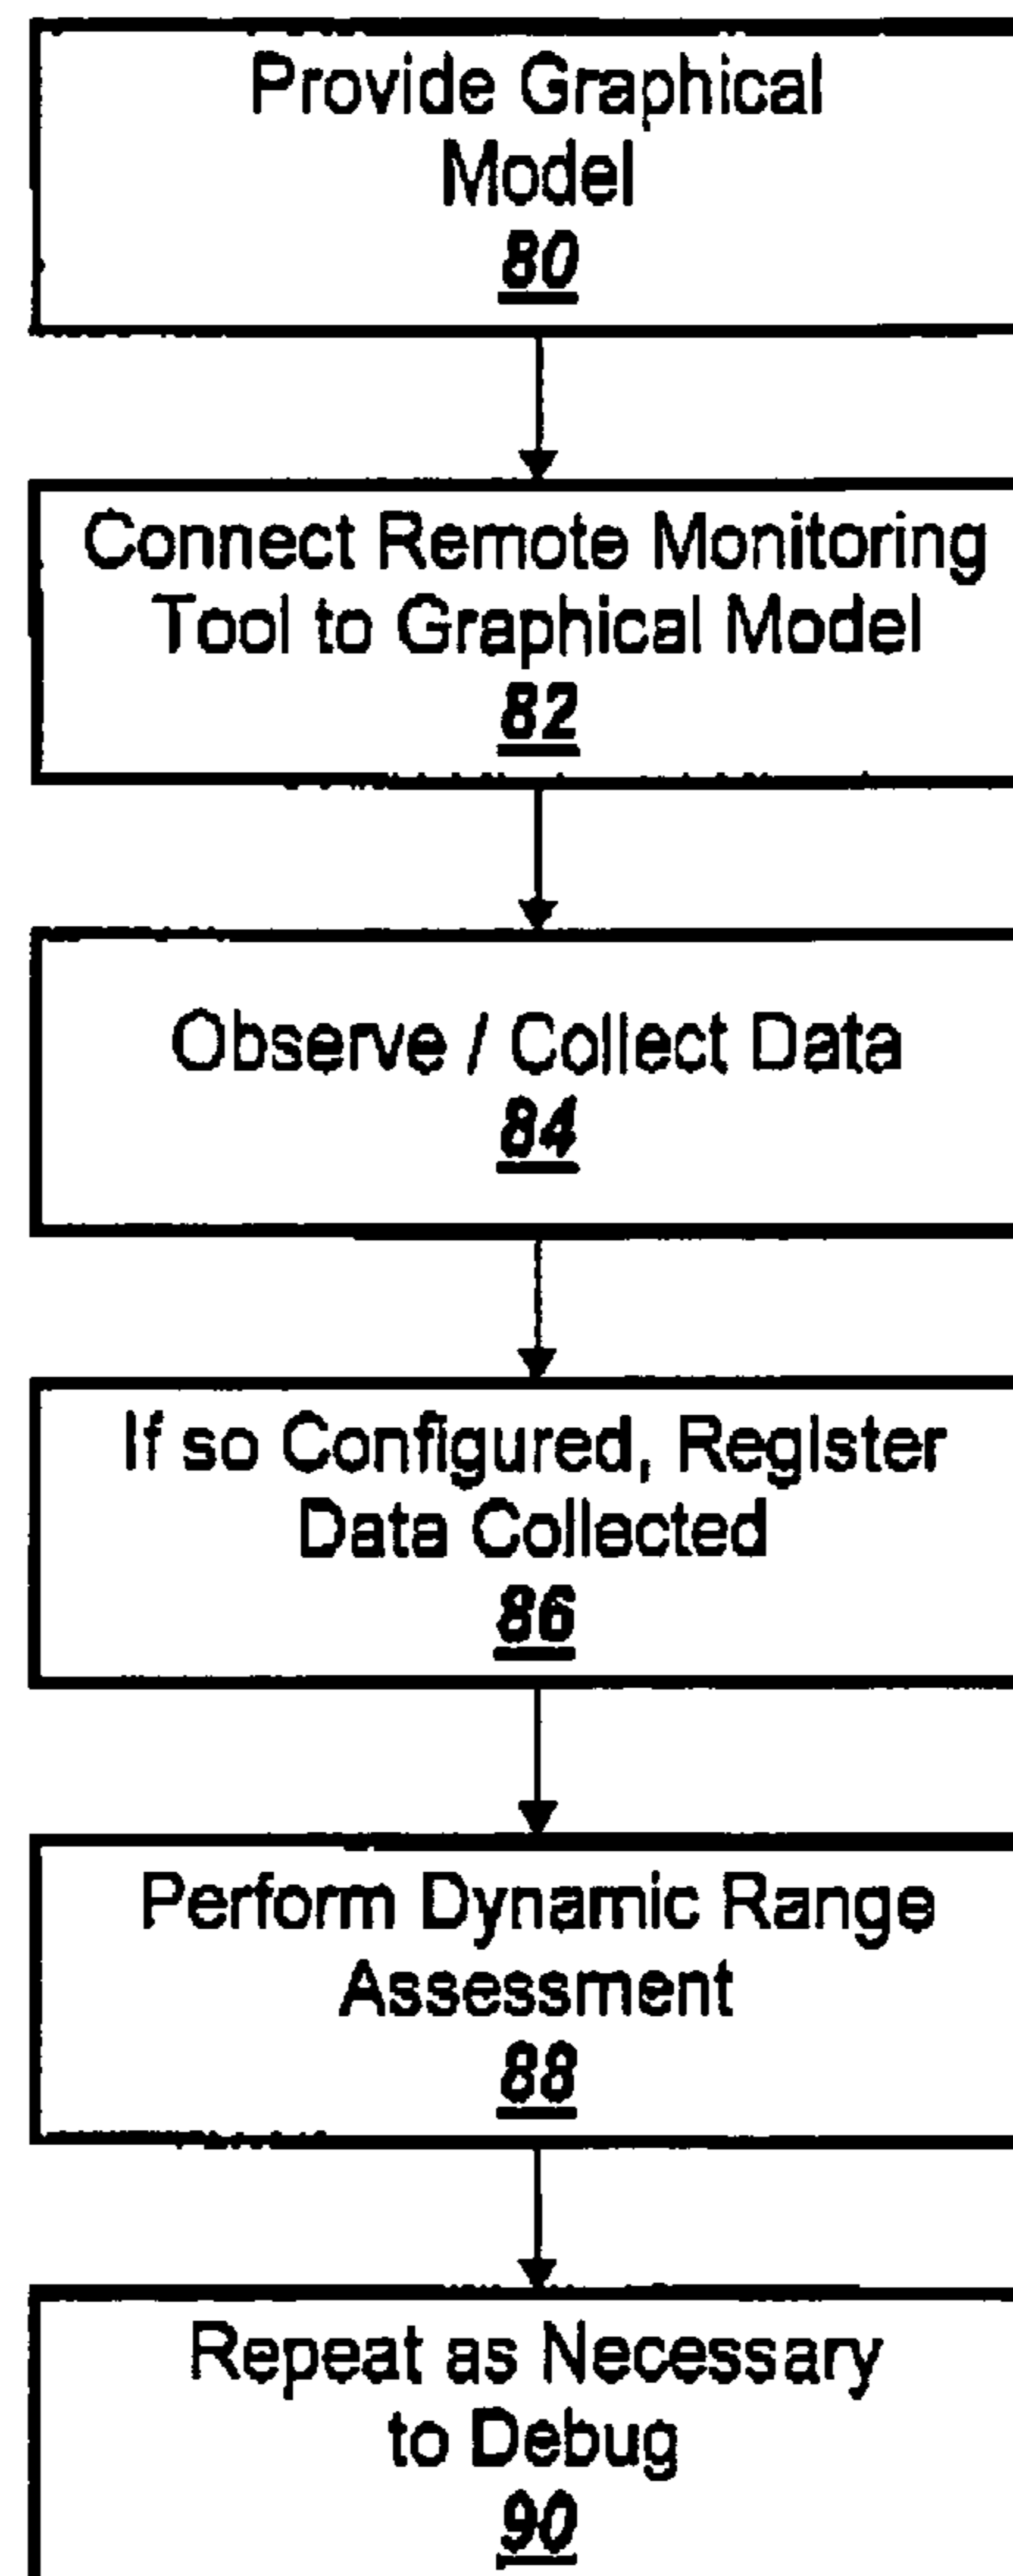 Provide Graphical
Model
80
Connect Remote Monitoring
Tool to Graphical Model
82
Observe / Collect Data
84
If so Configured, Register
Data Collected
86
Perform Dynamic Range
Assessment
88
Repeat as Necessary
to Debug
90